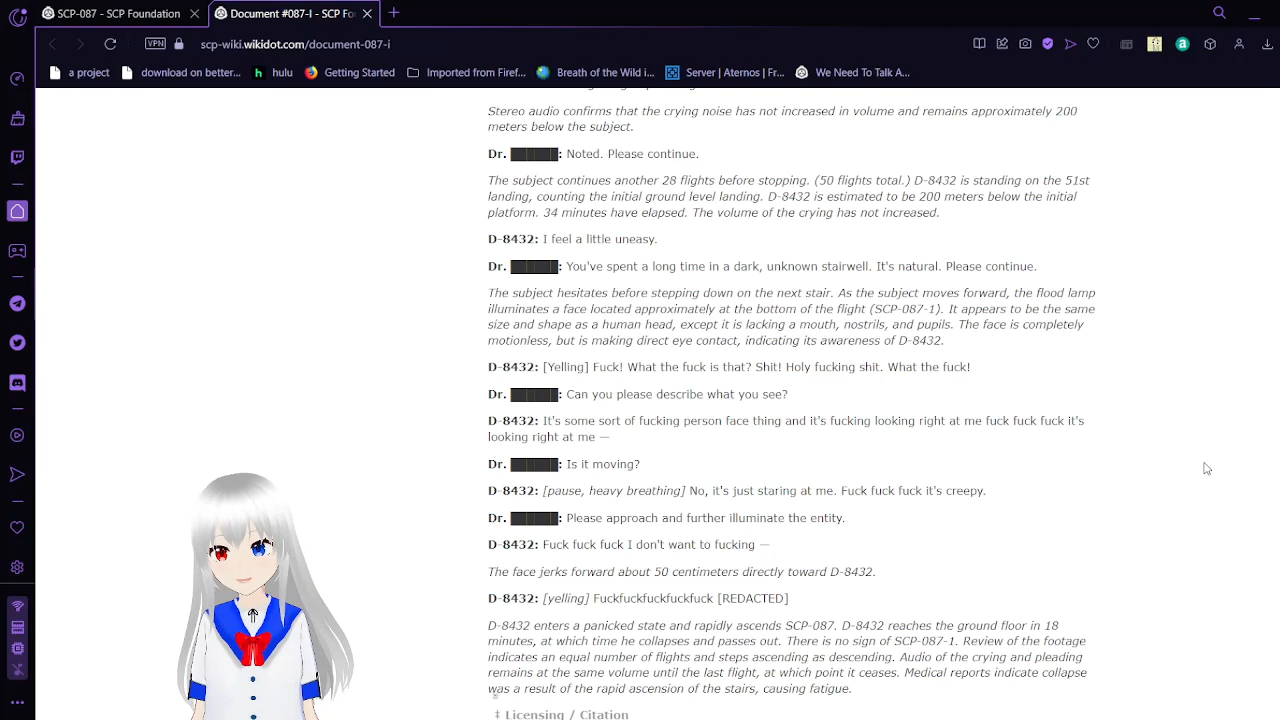 SCP-087 - SCP Foundation
Document #087-I - SCP Fo
VPN
scp-wiki.wikidot.com/document-087-i
a project
download on better...
hulu
Getting Started
Imported from Firef...
Breath of the Wild i...
Server | Aternos | Fr...
We Need To Talk A...
Stereo audio confirms that the crying noise has not increased in volume and remains approximately 200
meters below the subject.
Dr. ██████: Noted. Please continue.
The subject continues another 28 flights before stopping. (50 flights total.) D-8432 is standing on the 51st
landing, counting the initial ground level landing. D-8432 is estimated to be 200 meters below the initial
platform. 34 minutes have elapsed. The volume of the crying has not increased.
D-8432: I feel a little uneasy.
Dr. ██████: You've spent a long time in a dark, unknown stairwell. It's natural. Please continue.
The subject hesitates before stepping down on the next stair. As the subject moves forward, the flood lamp
illuminates a face located approximately at the bottom of the flight (SCP-087-1). It appears to be the same
size and shape as a human head, except it is lacking a mouth, nostrils, and pupils. The face is completely
motionless, but is making direct eye contact, indicating its awareness of D-8432.
D-8432: [Yelling] Fuck! What the fuck is that? Shit! Holy fucking shit. What the fuck!
Dr. ██████: Can you please describe what you see?
D-8432: It's some sort of fucking person face thing and it's fucking looking right at me fuck fuck fuck it's
looking right at me —
Dr. ██████: Is it moving?
D-8432: [pause, heavy breathing] No, it's just staring at me. Fuck fuck fuck it's creepy.
Dr. ██████: Please approach and further illuminate the entity.
D-8432: Fuck fuck fuck I don't want to fucking —
The face jerks forward about 50 centimeters directly toward D-8432.
D-8432: [yelling] Fuckfuckfuckfuckfuck [REDACTED]
D-8432 enters a panicked state and rapidly ascends SCP-087. D-8432 reaches the ground floor in 18
minutes, at which time he collapses and passes out. There is no sign of SCP-087-1. Review of the footage
indicates an equal number of flights and steps ascending as descending. Audio of the crying and pleading
remains at the same volume until the last flight, at which point it ceases. Medical reports indicate collapse
was a result of the rapid ascension of the stairs, causing fatigue.
‡ Licensing / Citation